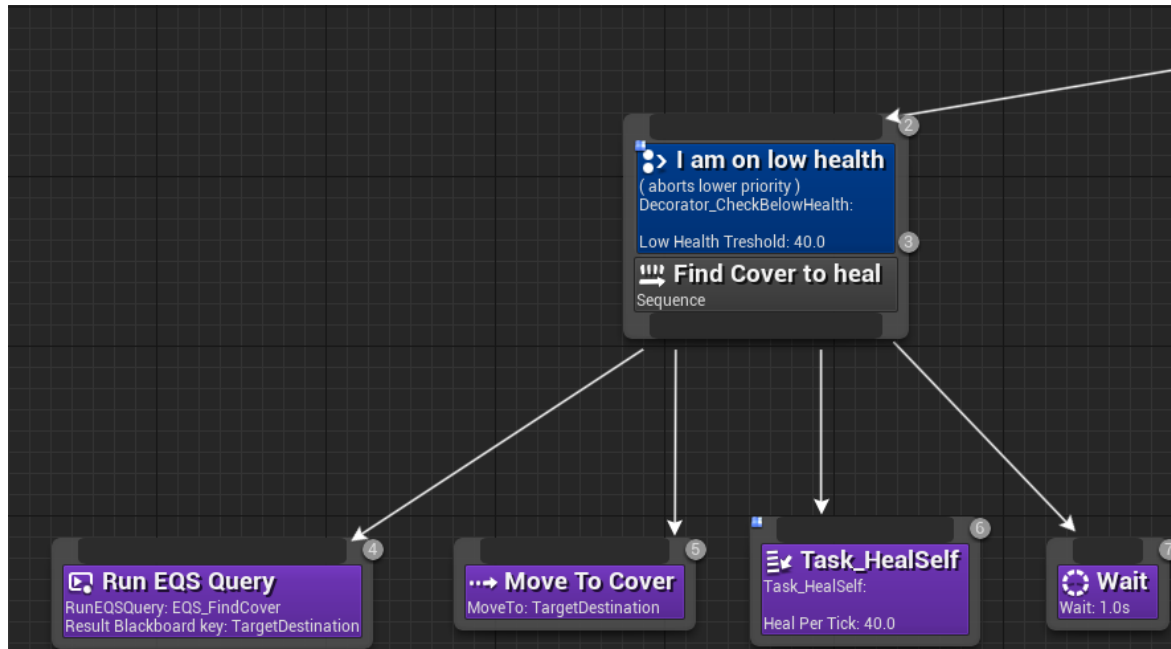 2
I am on low health
( aborts lower priority )
Decorator_CheckBelowHealth:
Low Health Treshold: 40.0
3
Find Cover to heal
Sequence
4
Run EQS Query
RunEQSQuery: EQS_FindCover
Result Blackboard key: TargetDestination
5
Move To Cover
MoveTo: TargetDestination
6
Task_HealSelf
Task_HealSelf:
Heal Per Tick: 40.0
7
Wait
Wait: 1.0s